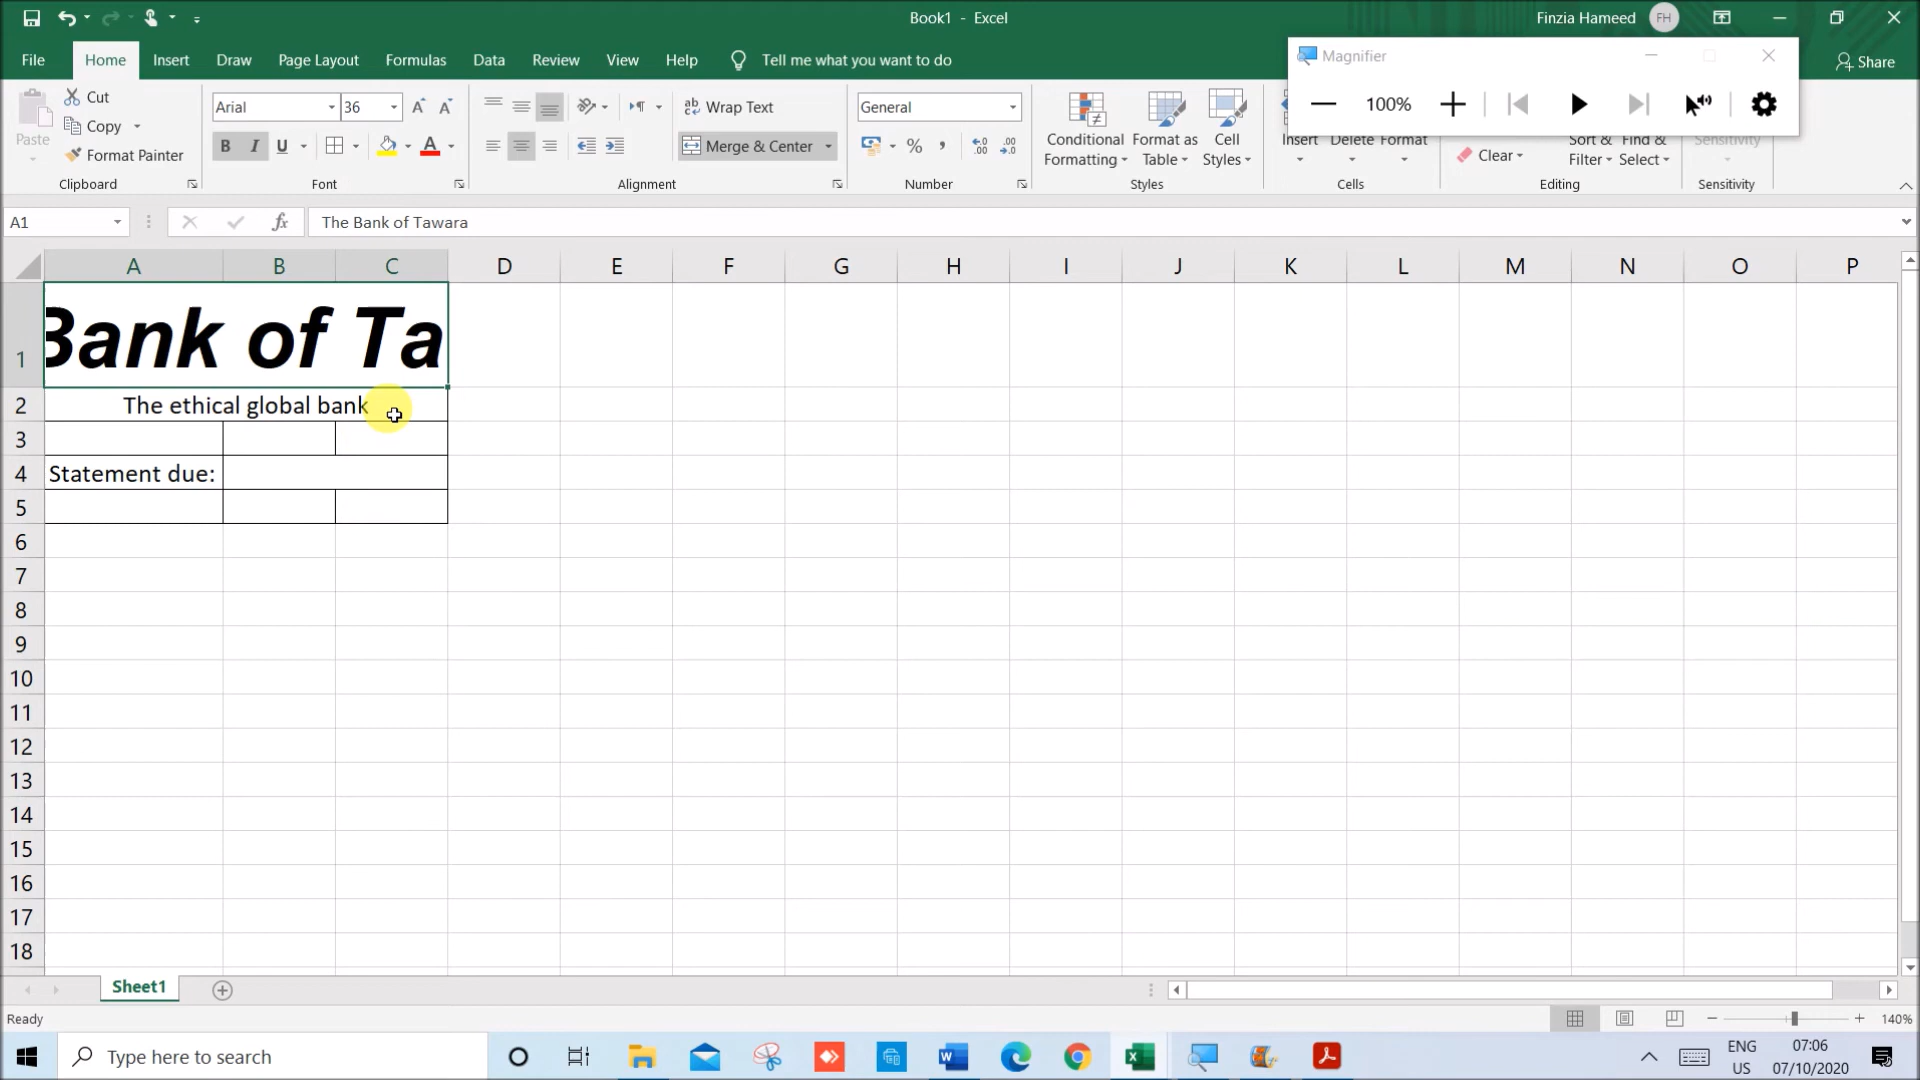 Book1 - Excel
Finzia Hameed
FH
File Home Insert Draw Page Layout Formulas Data Review View Help Tell me what you want to do
Share
Magnifier
100%
Paste
Cut
Copy
Format Painter
Clipboard
Arial
36
B I U
Font
Wrap Text
Merge & Center
Alignment
General
%
Number
Conditional
Formatting
Format as
Table
Cell
Styles
Styles
Insert
Delete
Format
Cells
Clear
Sort &
Filter
Find &
Select
Editing
Sensitivity
Sensitivity
A1
fx
The Bank of Tawara
A B C D E F G H I J K L M N O P
1 Bank of Ta
2 The ethical global bank
3
4 Statement due:
5
6
7
8
9
10
11
12
13
14
15
16
17
18
Sheet1
Ready
140%
Type here to search
ENG
US
07:06
07/10/2020